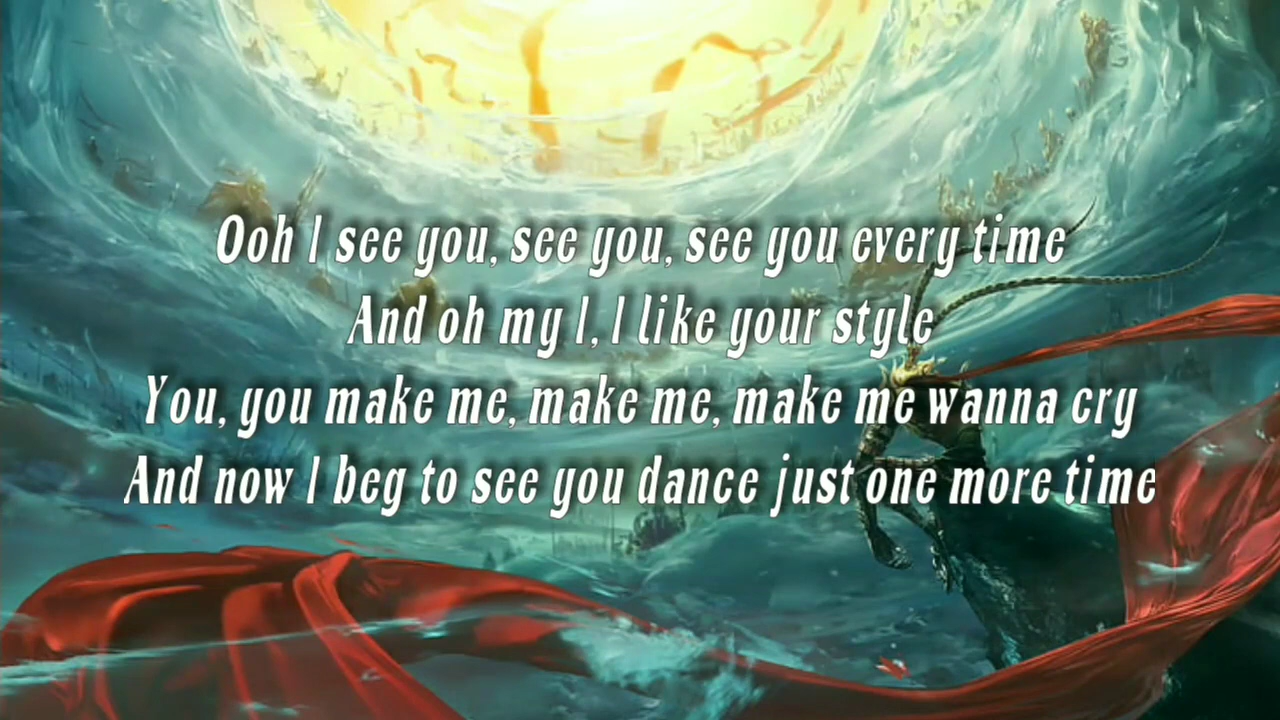 Ooh I see you, see you, see you every time
And oh my I, I like your style
You, you make me, make me, make me wanna cry
And now I beg to see you dance just one more time